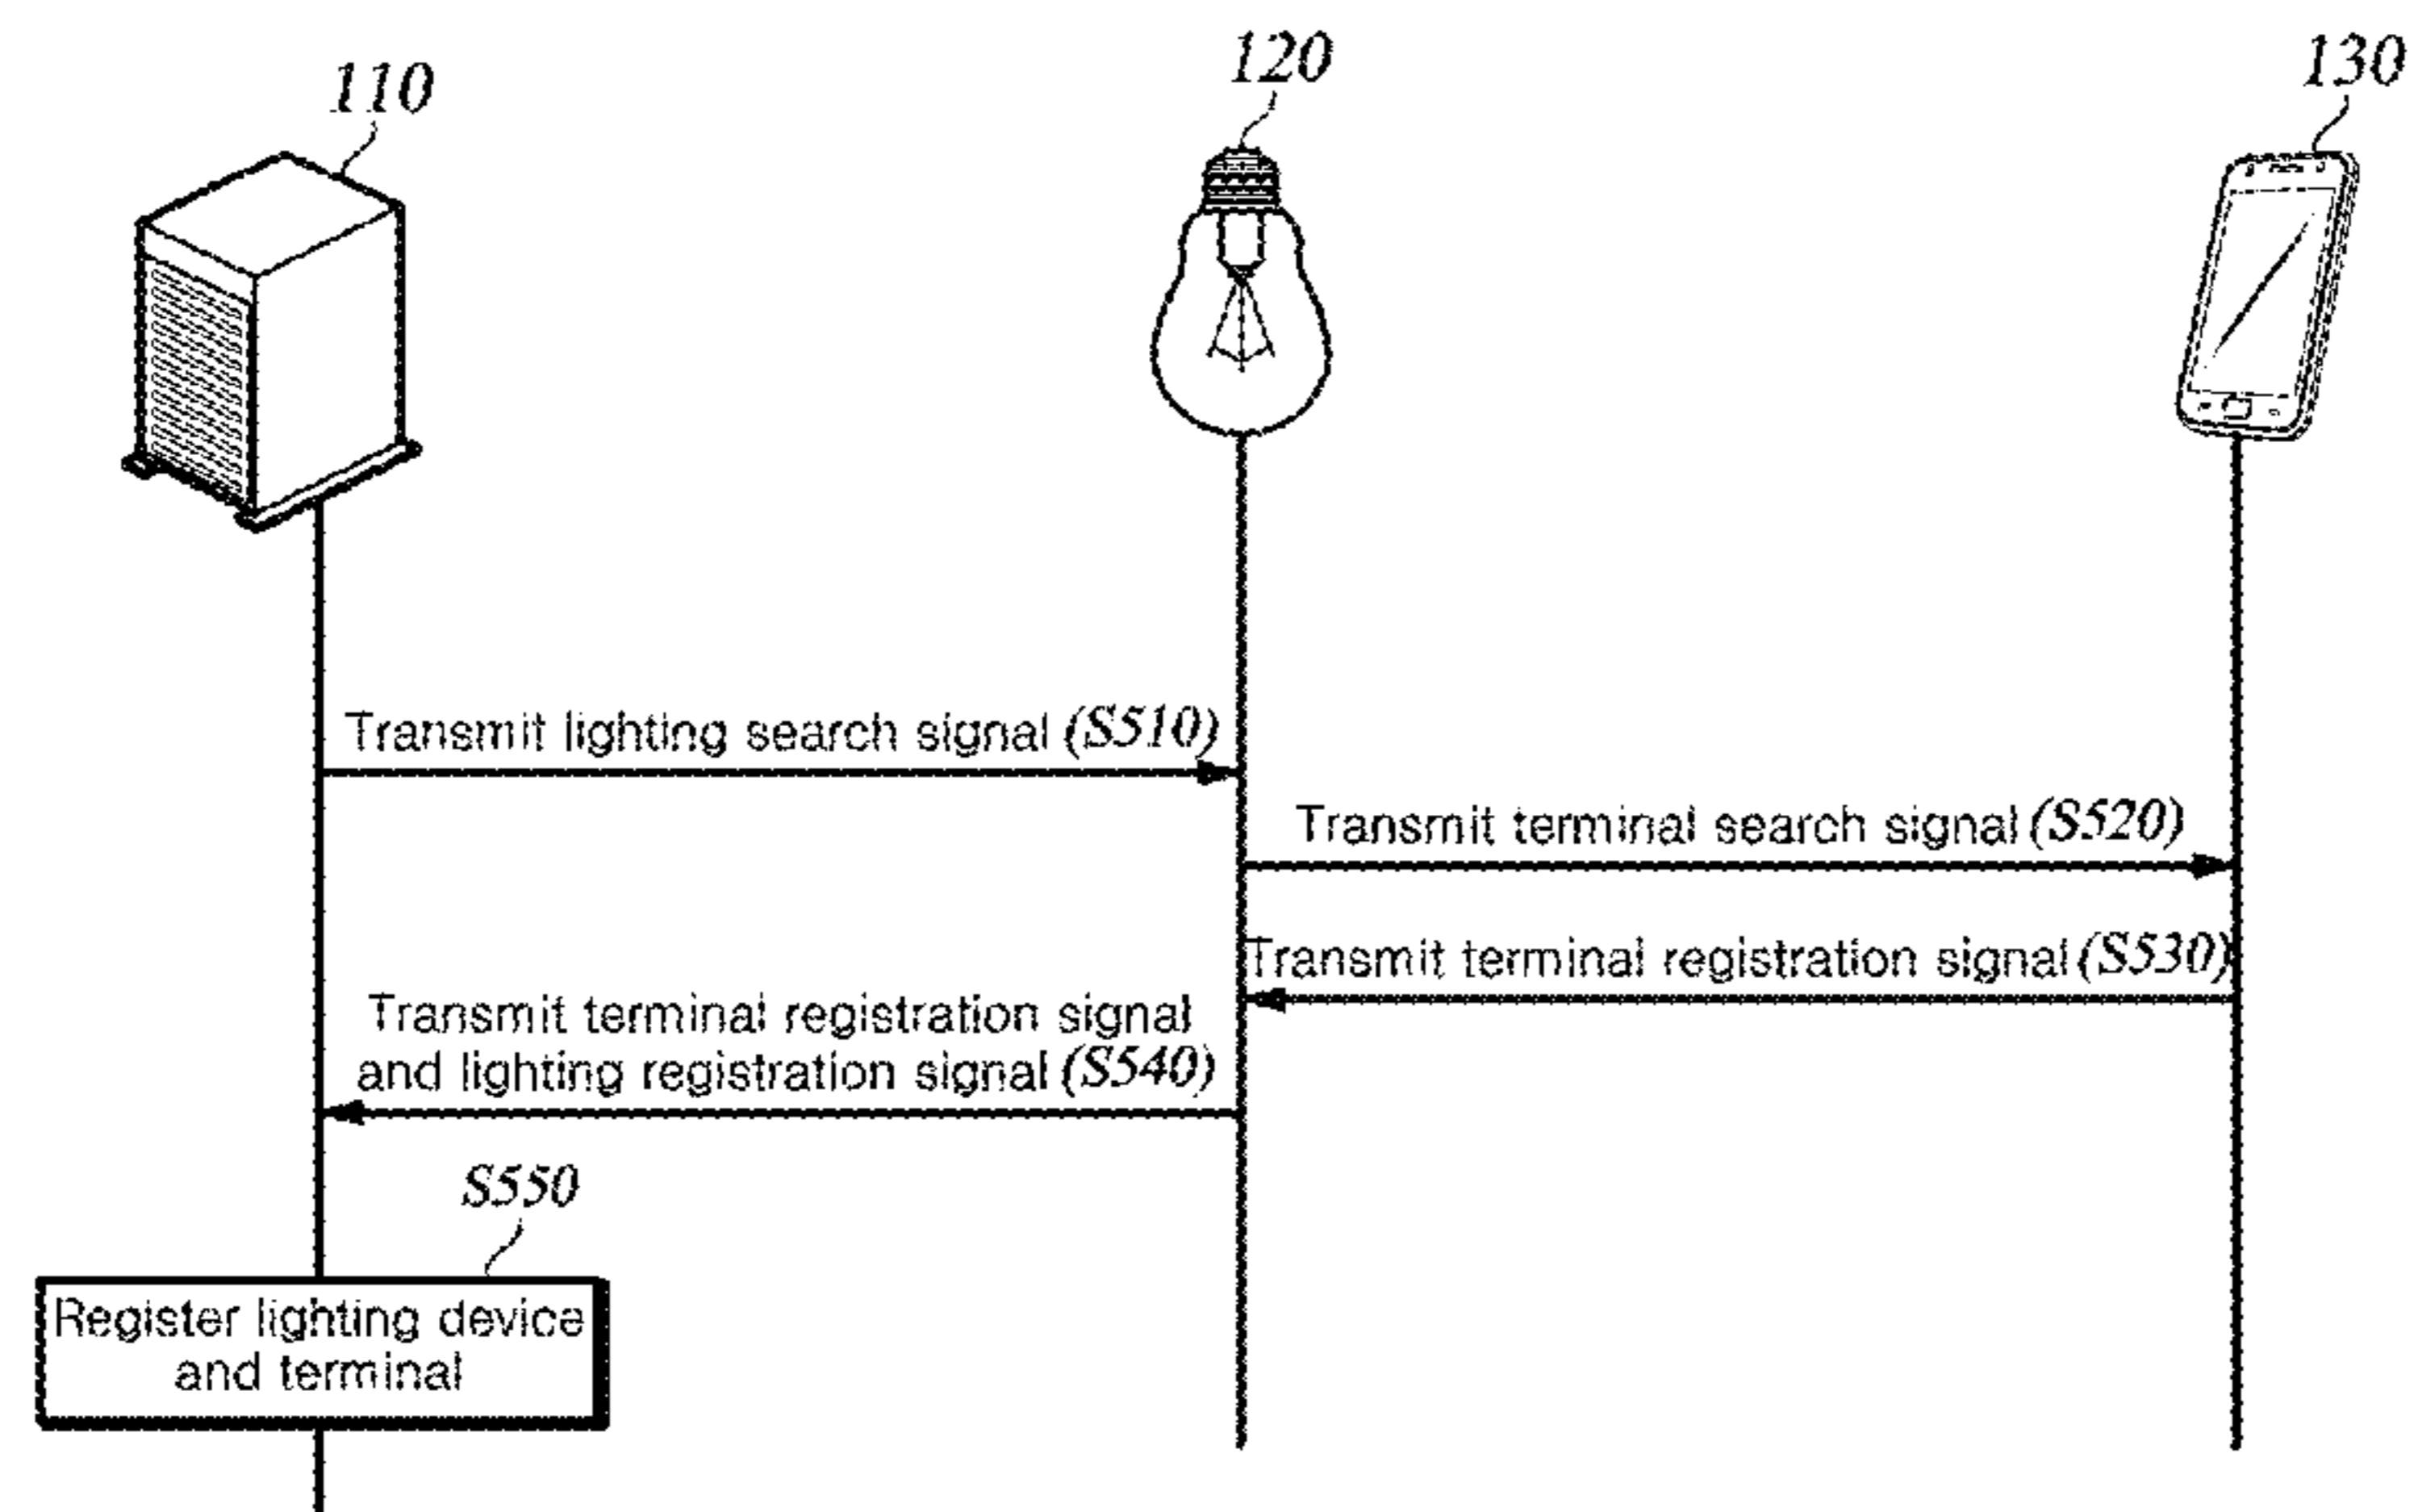 110
120
130
Transmit lighting search signal (S510)
Transmit terminal search signal (S520)
Transmit terminal registration signal (S530)
Transmit terminal registration signal
and lighting registration signal (S540)
S550
Register lighting device
and terminal